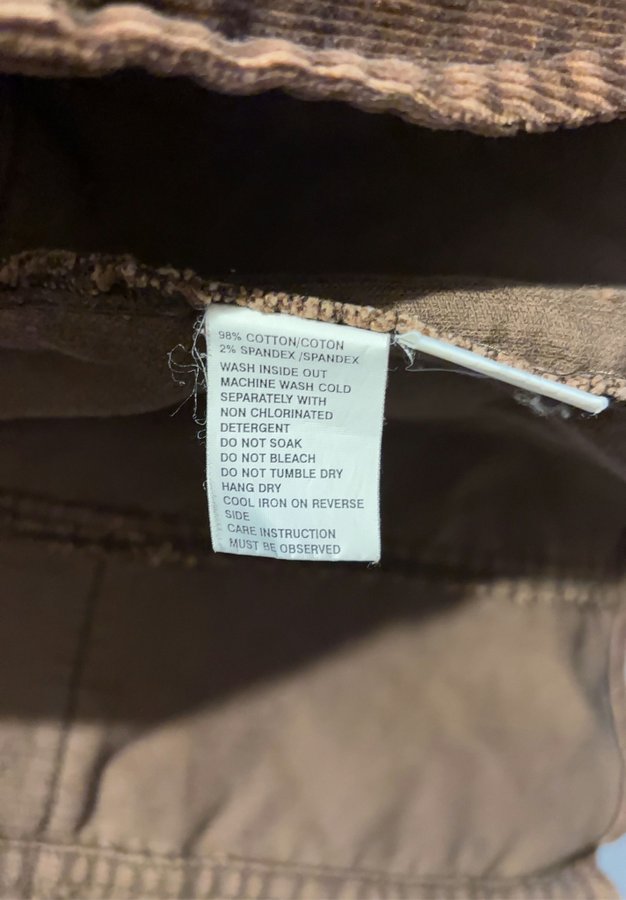 98% COTTON/COTON
2% SPANDEX /SPANDEX
WASH INSIDE OUT
MACHINE WASH COLD
SEPARATELY WITH
NON CHLORINATED
DETERGENT
DO NOT SOAK
DO NOT BLEACH
DO NOT TUMBLE DRY
HANG DRY
COOL IRON ON REVERSE
SIDE
CARE INSTRUCTION
MUST BE OBSERVED